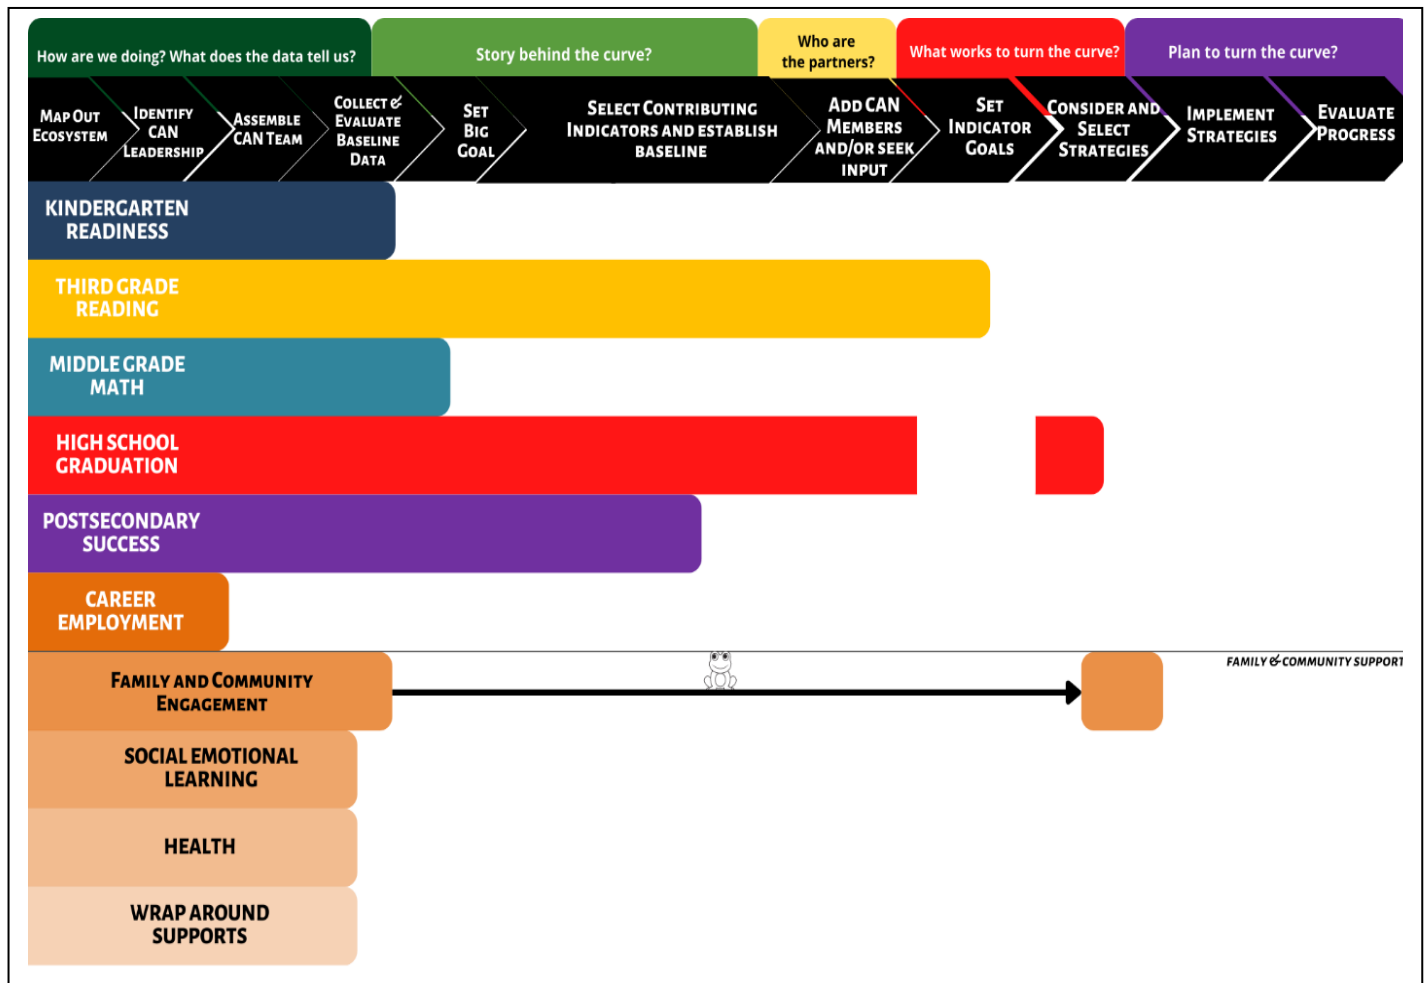 How are we doing? What does the data tell us?
Story behind the curve?
Who are
the partners?
What works to turn the curve?
Plan to turn the curve?
MAP OUT
ECOSYSTEM
IDENTIFY
CAN
LEADERSHIP
ASSEMBLE
CAN TEAM
COLLECT &
EVALUATE
BASELINE
DATA
SET
BIG
GOAL
SELECT CONTRIBUTING
INDICATORS AND ESTABLISH
BASELINE
ADD CAN
MEMBERS
AND/OR SEEK
INPUT
SET
INDICATOR
GOALS
CONSIDER AND
SELECT
STRATEGIES
IMPLEMENT
STRATEGIES
EVALUATE
PROGRESS
KINDERGARTEN
READINESS
THIRD GRADE
READING
MIDDLE GRADE
MATH
HIGH SCHOOL
GRADUATION
POSTSECONDARY
SUCCESS
CAREER
EMPLOYMENT
FAMILY & COMMUNITY SUPPORT
FAMILY AND COMMUNITY
ENGAGEMENT
SOCIAL EMOTIONAL
LEARNING
HEALTH
WRAP AROUND
SUPPORTS